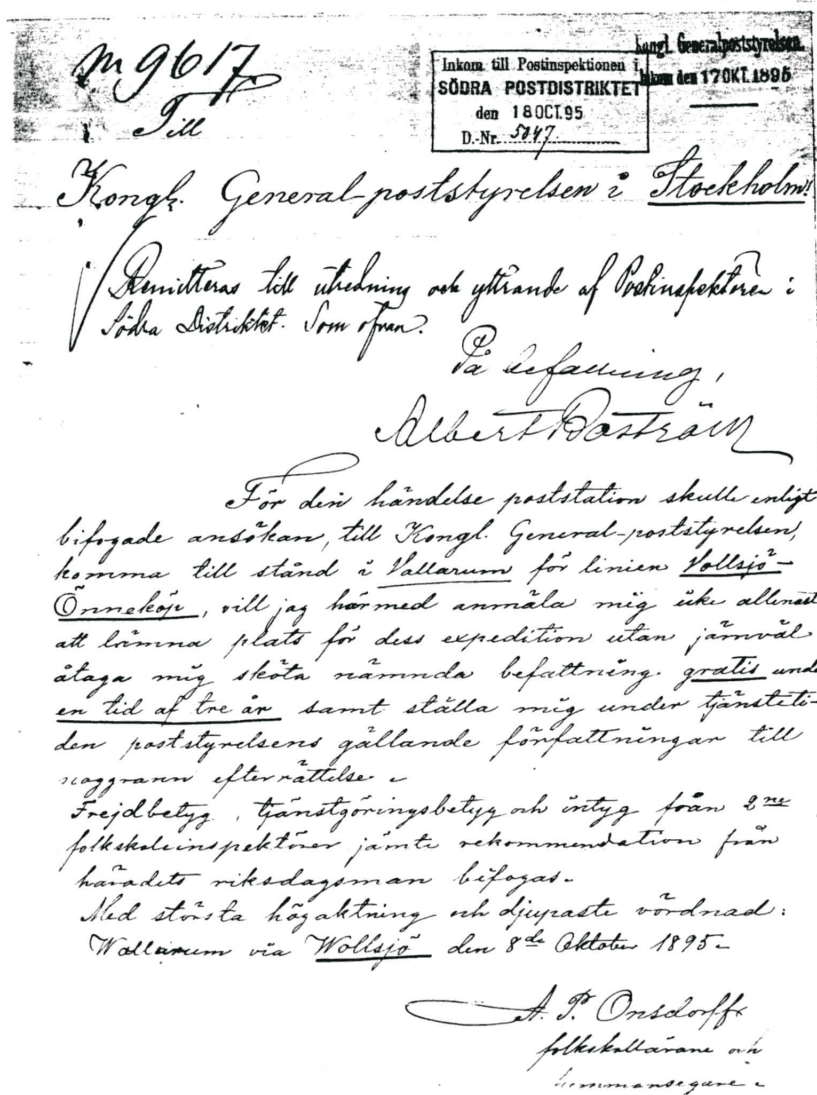 m 9617
Kongl. Generalpoststyrelsen.
Inkom den 17 OKT. 1895
Inkom till Postinspektionen i
SÖDRA POSTDISTRIKTET
den 18 OCT. 95
D.-Nr. 5047
Till
Kongl. General-poststyrelsen i Stockholm!
Remitteras till utredning och yttrande af Postinspektören i
Södra Distriktet. Som ofvan.
På befallning,
Albert Boström
För den händelse poststation skulle enligt
bifogade ansökan, till Kongl. General-poststyrelsen,
komma till stånd i Vallarum för linien Vollsjö-
Önneköp, vill jag härmed anmäla mig icke allenast
att lämna plats för dess expedition utan jämväl
åtaga mig sköta nämnda befattning gratis unde
en tid af tre år samt ställa mig under tjänsteti-
den poststyrelsens gällande författningar till
noggrann efterrättelse.
Frejdbetyg, tjänstgöringsbetyg och intyg från 2ne
folkskoleinspektörer jämte rekommendation från
häradets riksdagsman bifogas.
Med största högaktning och djupaste vördnad:
Wallarum via Wollsjö den 8de Oktober 1895.
A. P. Onsdorff
folkskollärare och
hemmansegare